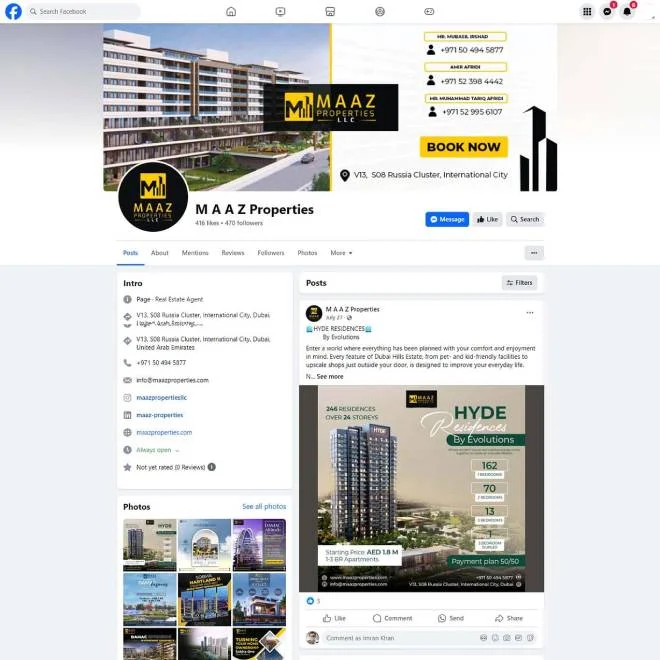 Search Facebook
MR: MUBASIL IRSHAD
+971 50 494 5877
AMIR AFRIDI
+971 52 398 4442
MR: MUHAMMAD TARIQ AFRIDI
+971 52 995 6107
MAAZ
PROPERTIES
LLC
BOOK NOW
V13, S08 Russia Cluster, International City
MAAZ
PROPERTIES
LLC
M A A Z Properties
416 likes • 470 followers
Message
Like
Search
Posts
About
Mentions
Reviews
Followers
Photos
More
Intro
Page · Real Estate Agent
V13, S08 Russia Cluster, International City, Dubai,
V13, S08 Russia Cluster, International City, Dubai,
United Arab Emirates
+971 50 494 5877
info@maazproperties.com
maazpropertiesllc
maaz-properties
maazproperties.com
Always open
Not yet rated (0 Reviews)
Photos
See all photos
Posts
Filters
M A A Z Properties
July 27
HYDE RESIDENCES
By Evolutions
Enter a world where everything has been planned with your comfort and enjoyment
in mind. Every feature of Dubai Hills Estate, from pet- and kid-friendly facilities to
upscale shops just outside your door, is designed to improve your everyday life.
N... See more
MAAZ
246 RESIDENCES
OVER 24 STOREYS
HYDE
Residences
By Evolutions
HYDE
162
1 BEDROOMS
70
2 BEDROOMS
13
3 BEDROOMS
Starting Price AED 1.8 M
1-3 BR Apartments
Payment plan 50/50
www.maazproperties.com
info@maazproperties.com
+971 50 494 5877
V13, S08 Russia Cluster, International City, Dubai
3
Like
Comment
Send
Share
Comment as Imran Khan
HYDE
TURNING
YOUR HOME
OWNERSHIP